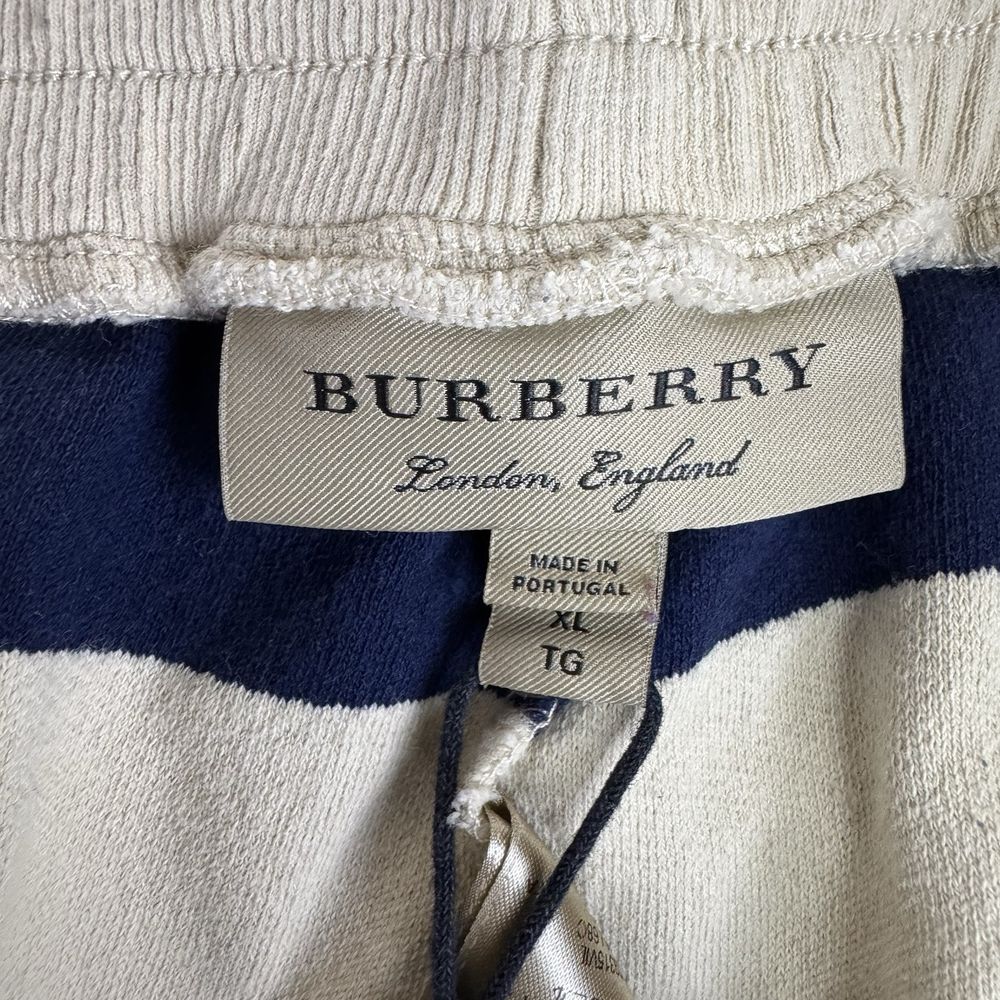 BURBERRY
London, England
MADE IN
PORTUGAL
XL
TG